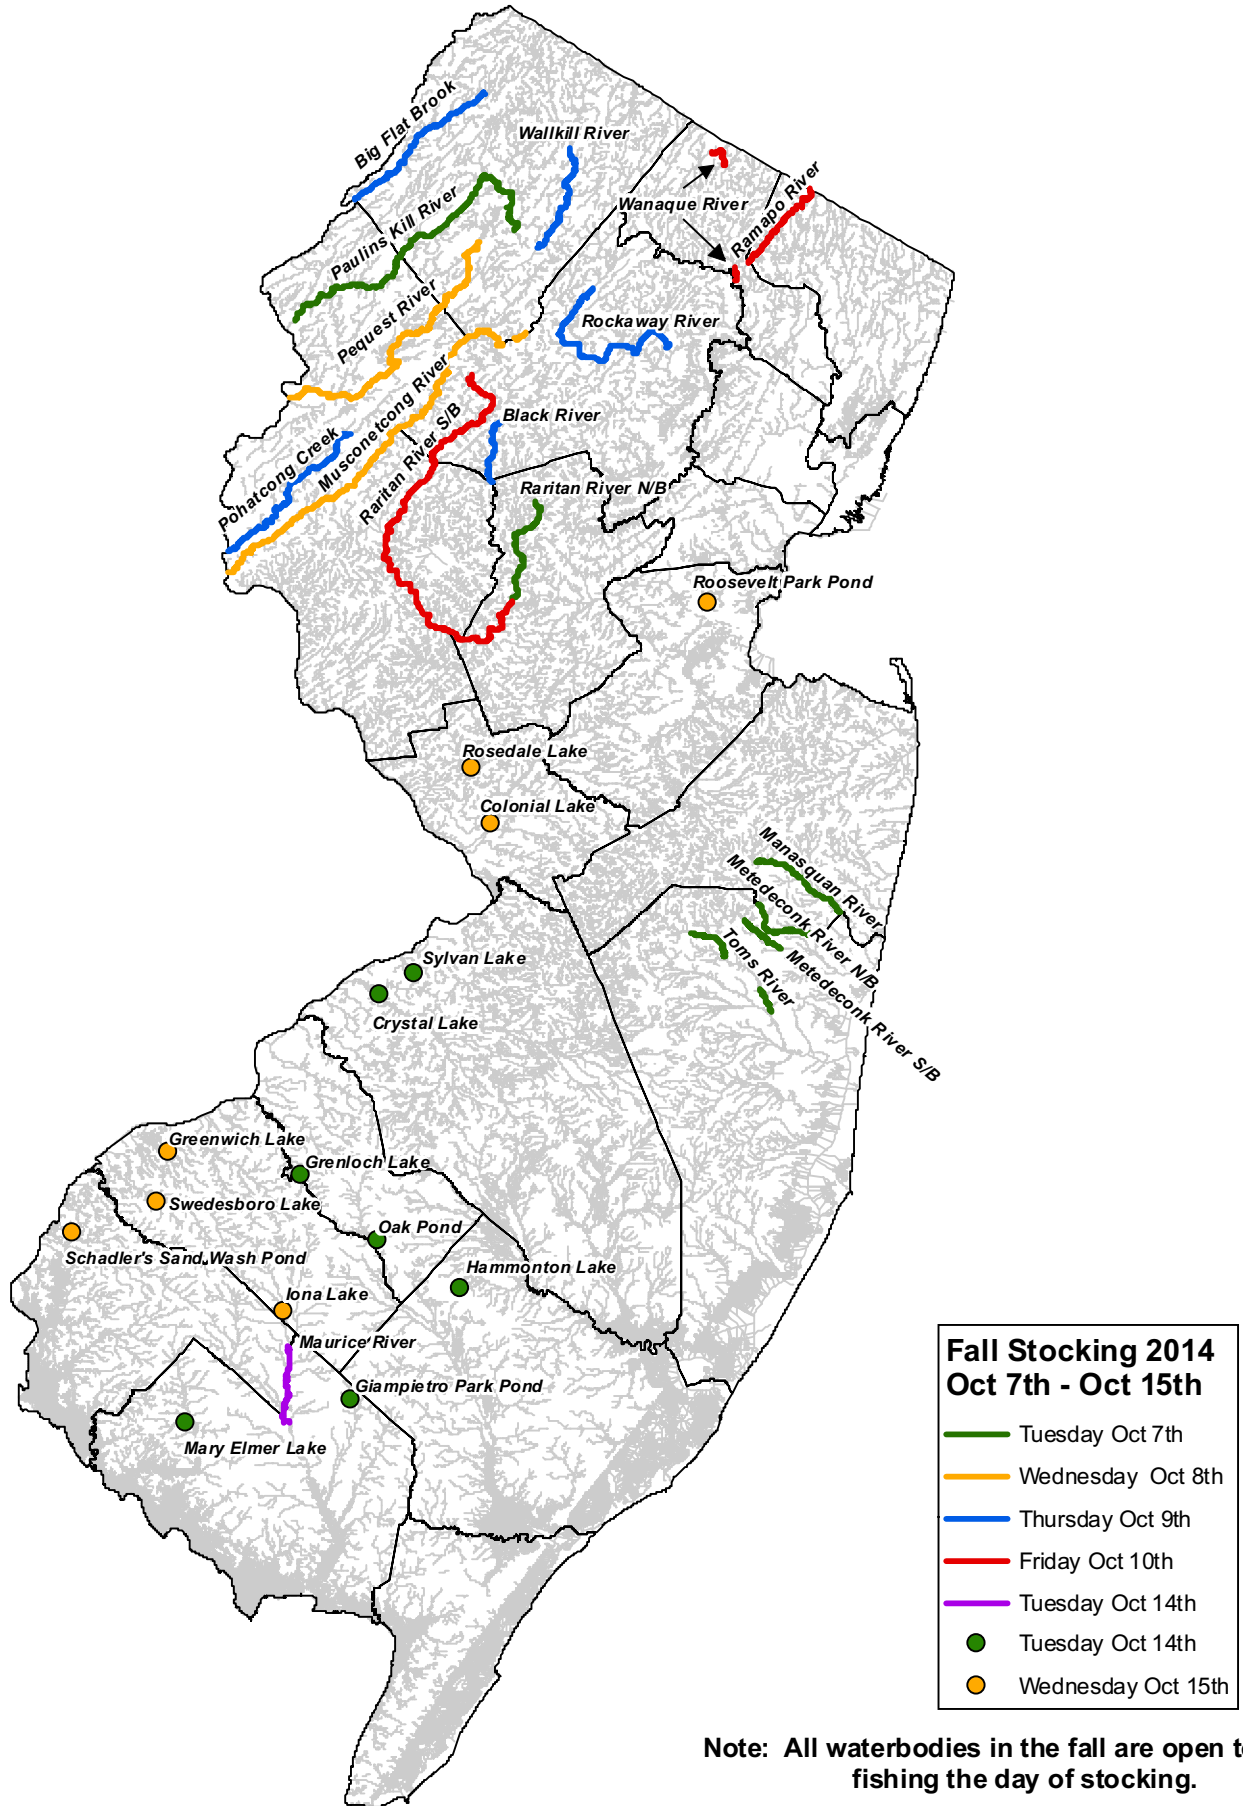 Big Flat Brook
Wallkill River
Paulins Kill River
Wanaque River
Ramapo River
Pequest River
Rockaway River
Musconetcong River
Raritan River S/B
Black River
Pohatcong Creek
Raritan River N/B
Roosevelt Park Pond
Rosedale Lake
Colonial Lake
Manasquan River
Metedeconk River N/B
Metedeconk River S/B
Toms River
Sylvan Lake
Crystal Lake
Greenwich Lake
Grenloch Lake
Swedesboro Lake
Oak Pond
Schadler's Sand Wash Pond
Hammonton Lake
Iona Lake
Maurice River
Giampietro Park Pond
Mary Elmer Lake
Fall Stocking 2014
Oct 7th - Oct 15th
Tuesday Oct 7th
Wednesday Oct 8th
Thursday Oct 9th
Friday Oct 10th
Tuesday Oct 14th
Tuesday Oct 14th
Wednesday Oct 15th
Note: All waterbodies in the fall are open t
fishing the day of stocking.